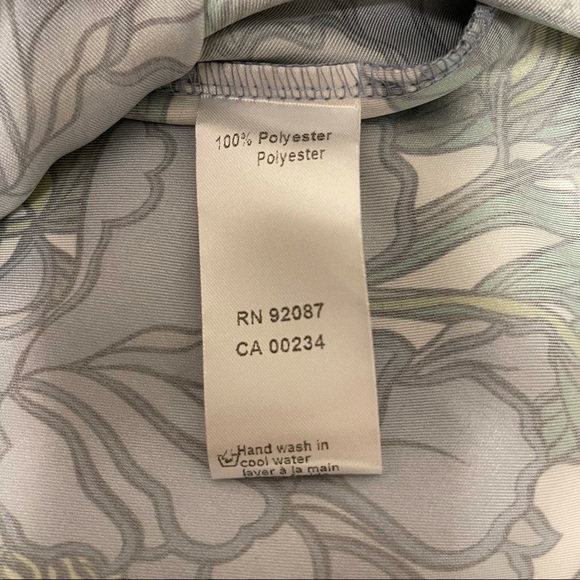 100% Polyester
Polyester
RN 92087
CA 00234
Hand wash in
cool water
laver à la main